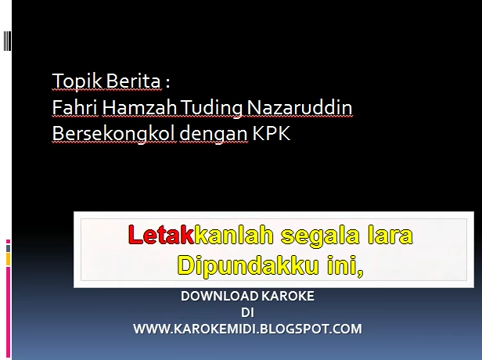 Topik Berita :
Fahri Hamzah Tuding Nazaruddin
Bersekongkol dengan KPK
Letakkanlah segala lara
Dipundakku ini,
DOWNLOAD KAROKE
DI
WWW.KAROKEMIDI.BLOGSPOT.COM